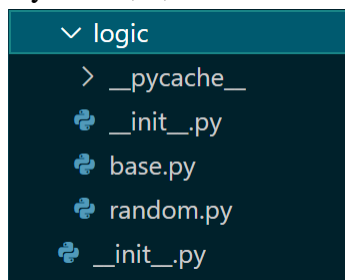 logic
__pycache__
__init__.py
base.py
random.py
__init__.py